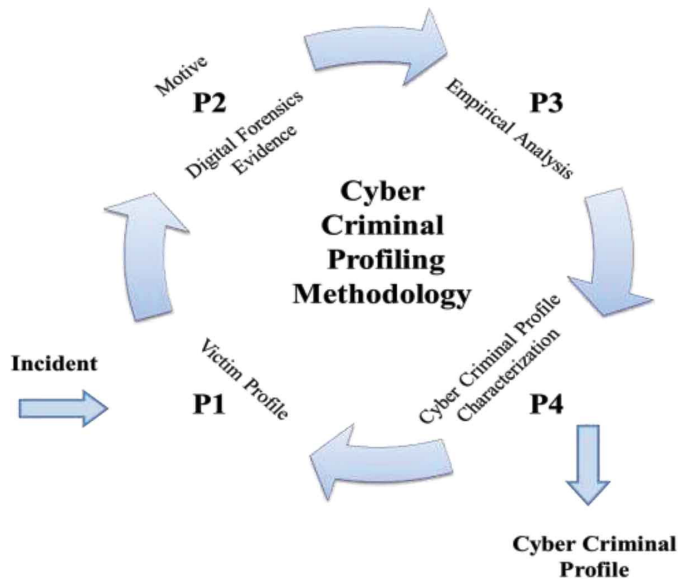 Motive
P2
Digital Forensics
Evidence
P3
Empirical Analysis
Cyber
Criminal
Profiling
Methodology
Incident
Victim Profile
P1
Cyber Criminal Profile
Characterization
P4
Cyber Criminal
Profile